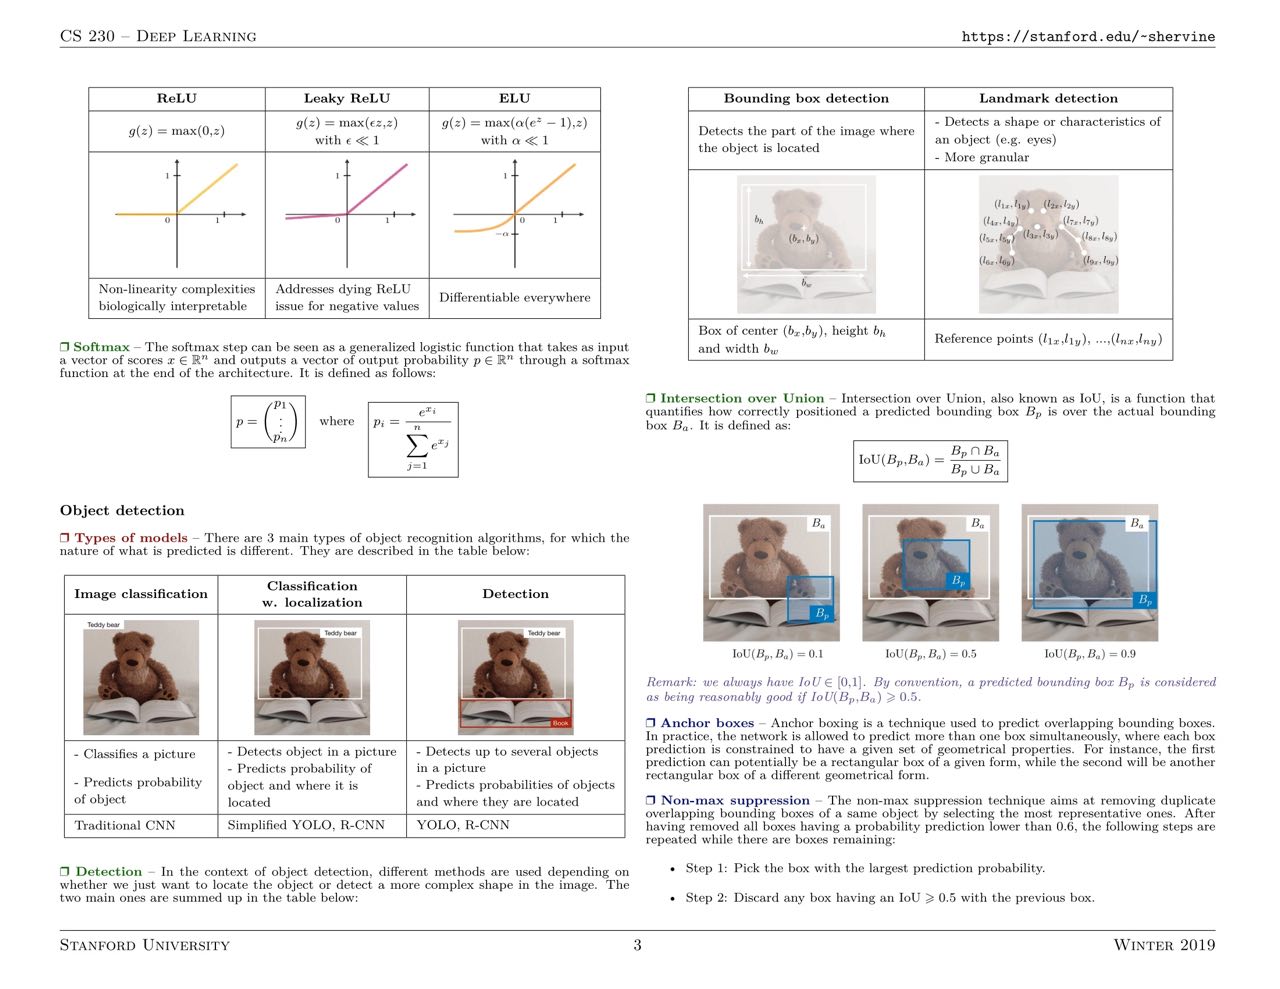 CS 230 – Deep Learning
https://stanford.edu/~shervine
ReLU
Leaky ReLU
ELU
g(z) = max(0,z)
g(z) = max(ϵz,z)
with ϵ ≪ 1
g(z) = max(α(e^z − 1),z)
with α ≪ 1
1
0
1
1
0
1
1
0
1
−α
Non-linearity complexities
biologically interpretable
Addresses dying ReLU
issue for negative values
Differentiable everywhere
❒ Softmax – The softmax step can be seen as a generalized logistic function that takes as input
a vector of scores x ∈ ℝ^n and outputs a vector of output probability p ∈ ℝ^n through a softmax
function at the end of the architecture. It is defined as follows:
p = (p_1 ⋮ p_n) where p_i = e^{x_i} / \sum_{j=1}^{n} e^{x_j}
Object detection
❒ Types of models – There are 3 main types of object recognition algorithms, for which the
nature of what is predicted is different. They are described in the table below:
Image classification
Classification
w. localization
Detection
Teddy bear
Teddy bear
Teddy bear
Book
- Classifies a picture
- Predicts probability
of object
- Detects object in a picture
- Predicts probability of
object and where it is
located
- Detects up to several objects
in a picture
- Predicts probabilities of objects
and where they are located
Traditional CNN
Simplified YOLO, R-CNN
YOLO, R-CNN
❒ Detection – In the context of object detection, different methods are used depending on
whether we just want to locate the object or detect a more complex shape in the image. The
two main ones are summed up in the table below:
Bounding box detection
Landmark detection
Detects the part of the image where
the object is located
- Detects a shape or characteristics of
an object (e.g. eyes)
- More granular
b_h
(b_x, b_y)
b_w
(l_{1x}, l_{1y})
(l_{2x}, l_{2y})
(l_{4x}, l_{4y})
(l_{7x}, l_{7y})
(l_{5x}, l_{5y})
(l_{3x}, l_{3y})
(l_{8x}, l_{8y})
(l_{6x}, l_{6y})
(l_{9x}, l_{9y})
Box of center (b_x,b_y), height b_h
and width b_w
Reference points (l_{1x},l_{1y}), ...,(l_{nx},l_{ny})
❒ Intersection over Union – Intersection over Union, also known as IoU, is a function that
quantifies how correctly positioned a predicted bounding box B_p is over the actual bounding
box B_a. It is defined as:
IoU(B_p,B_a) = B_p ∩ B_a / B_p ∪ B_a
B_a
B_p
B_a
B_p
B_a
B_p
IoU(B_p, B_a) = 0.1
IoU(B_p, B_a) = 0.5
IoU(B_p, B_a) = 0.9
Remark: we always have IoU ∈ [0,1]. By convention, a predicted bounding box B_p is considered
as being reasonably good if IoU(B_p,B_a) ⩾ 0.5.
❒ Anchor boxes – Anchor boxing is a technique used to predict overlapping bounding boxes.
In practice, the network is allowed to predict more than one box simultaneously, where each box
prediction is constrained to have a given set of geometrical properties. For instance, the first
prediction can potentially be a rectangular box of a given form, while the second will be another
rectangular box of a different geometrical form.
❒ Non-max suppression – The non-max suppression technique aims at removing duplicate
overlapping bounding boxes of a same object by selecting the most representative ones. After
having removed all boxes having a probability prediction lower than 0.6, the following steps are
repeated while there are boxes remaining:
• Step 1: Pick the box with the largest prediction probability.
• Step 2: Discard any box having an IoU ⩾ 0.5 with the previous box.
Stanford University
3
Winter 2019